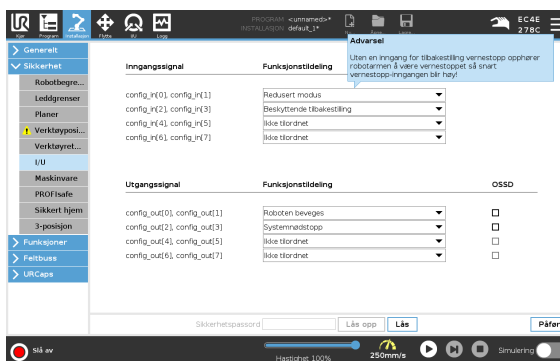 PROGRAM <unnamed>*
INSTALLASJON default_1*
EC4E
278C
Kjør Program Installasjon Flytte I/U Logg
Advarsel
Uten en inngang for tilbakestilling vernestopp opphører
robotarmen å være vernestoppet så snart
vernestopp-inngangen blir høy!
Generelt
Sikkerhet
Robotbegre...
Leddgrenser
Planer
Verktøyposi...
Verktøyret...
I/U
Maskinvare
PROFIsafe
Sikkert hjem
3-posisjon
Funksjoner
Feltbuss
URCaps
Inngangssignal Funksjonstildeling
config_in[0], config_in[1] Redusert modus
config_in[2], config_in[3] Beskyttende tilbakestilling
config_in[4], config_in[5] Ikke tilordnet
config_in[6], config_in[7] Ikke tilordnet
Utgangssignal Funksjonstildeling OSSD
config_out[0], config_out[1] Roboten beveges
config_out[2], config_out[3] Systemnødstopp
config_out[4], config_out[5] Ikke tilordnet
config_out[6], config_out[7] Ikke tilordnet
Sikkerhetspassord Lås opp Lås Påfør
Slå av
Hastighet 100%
250mm/s
Simulering